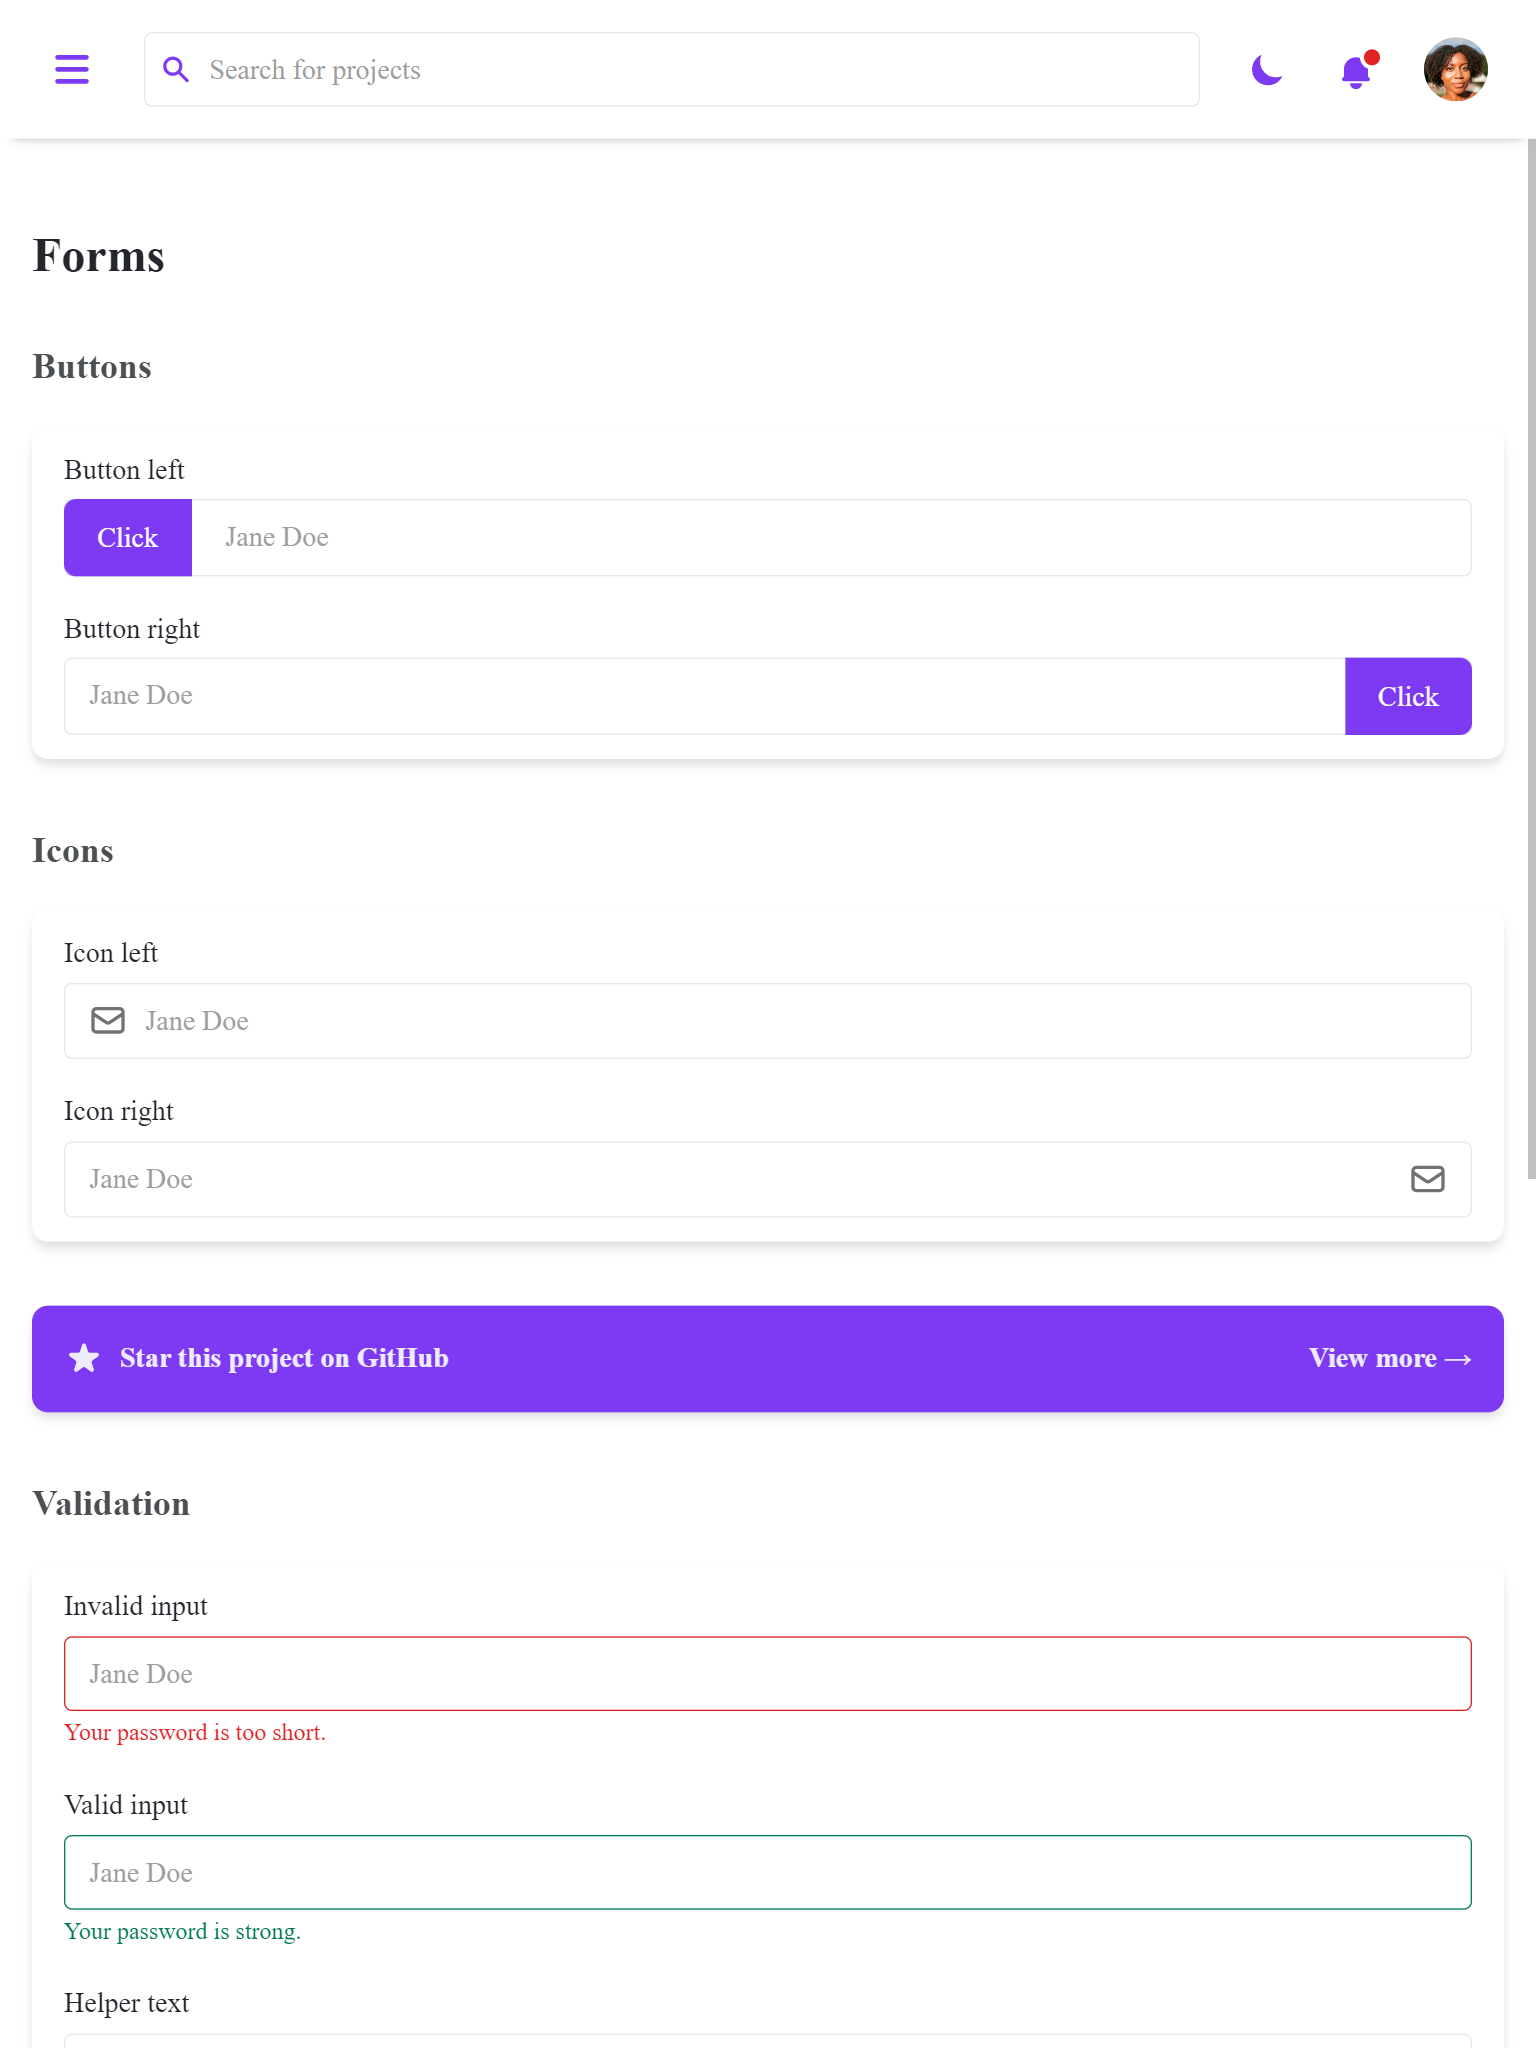 Search for projects
Forms
Buttons
Button left
Click Jane Doe
Button right
Jane Doe Click
Icons
Icon left
Jane Doe
Icon right
Jane Doe
Star this project on GitHub View more →
Validation
Invalid input
Jane Doe
Your password is too short.
Valid input
Jane Doe
Your password is strong.
Helper text